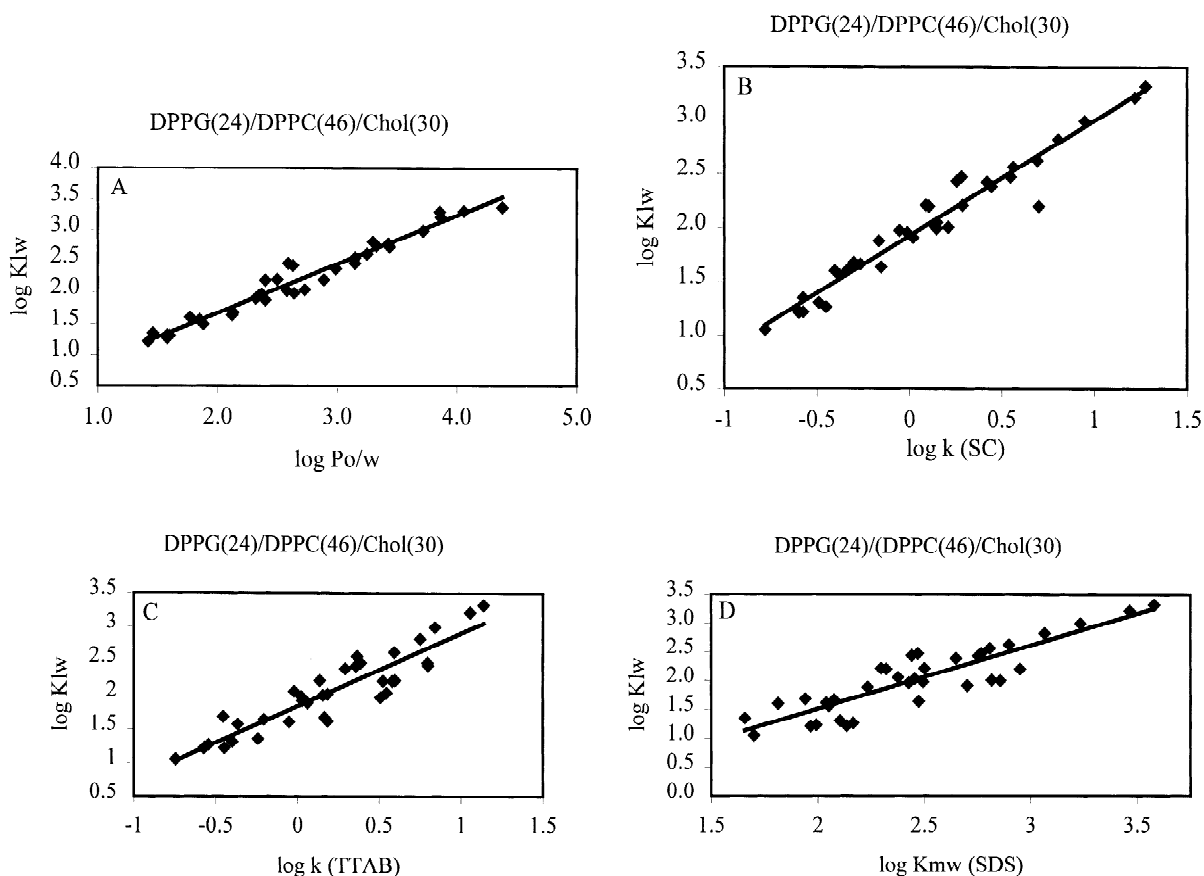 DPPG(24)/DPPC(46)/Chol(30)
A
4.0
3.5
3.0
2.5
2.0
1.5
1.0
0.5
log Klw
1.0 2.0 3.0 4.0 5.0
log Po/w
DPPG(24)/DPPC(46)/Chol(30)
B
3.5
3.0
2.5
2.0
1.5
1.0
0.5
log Klw
-1 -0.5 0 0.5 1 1.5
log k (SC)
DPPG(24)/DPPC(46)/Chol(30)
C
3.5
3
2.5
2
1.5
1
0.5
log Klw
-1 -0.5 0 0.5 1 1.5
log k (TTAB)
DPPG(24)/(DPPC(46)/Chol(30)
D
3.5
3.0
2.5
2.0
1.5
1.0
0.5
0.0
log Klw
1.5 2 2.5 3 3.5
log Kmw (SDS)